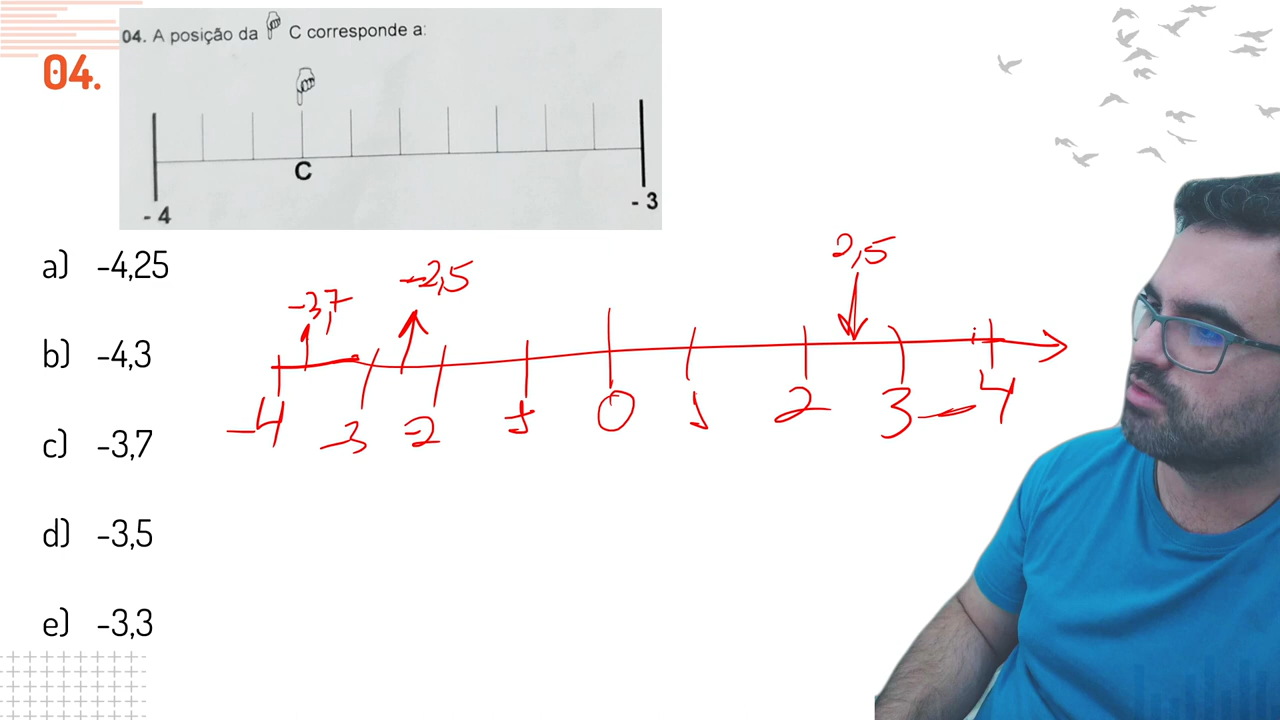 04. A posição da C corresponde a:
04.
C
- 4
- 3
a) -4,25
b) -4,3
c) -3,7
d) -3,5
e) -3,3
-3,7
-2,5
2,5
-4 -3 -2 0 1 2 3 4